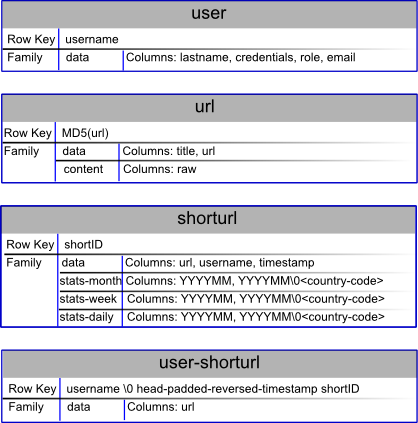 user
Row Key username
Family data Columns: lastname, credentials, role, email
url
Row Key MD5(url)
Family data Columns: title, url
content Columns: raw
shorturl
Row Key shortID
Family data Columns: url, username, timestamp
stats-month Columns: YYYYMM, YYYYMM\0<country-code>
stats-week Columns: YYYYMM, YYYYMM\0<country-code>
stats-daily Columns: YYYYMM, YYYYMM\0<country-code>
user-shorturl
Row Key username \0 head-padded-reversed-timestamp shortID
Family data Columns: url